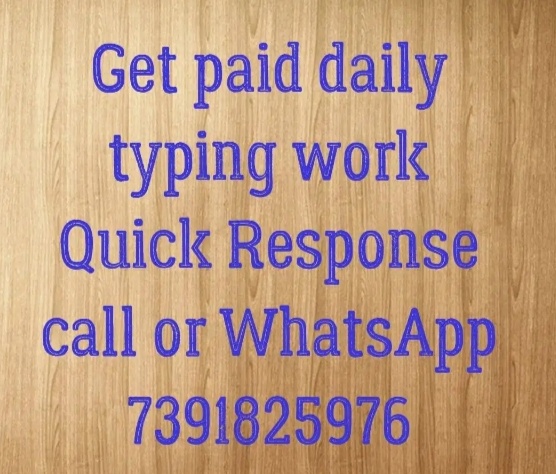 Get paid daily
typing work
Quick Response
call or WhatsApp
7391825976